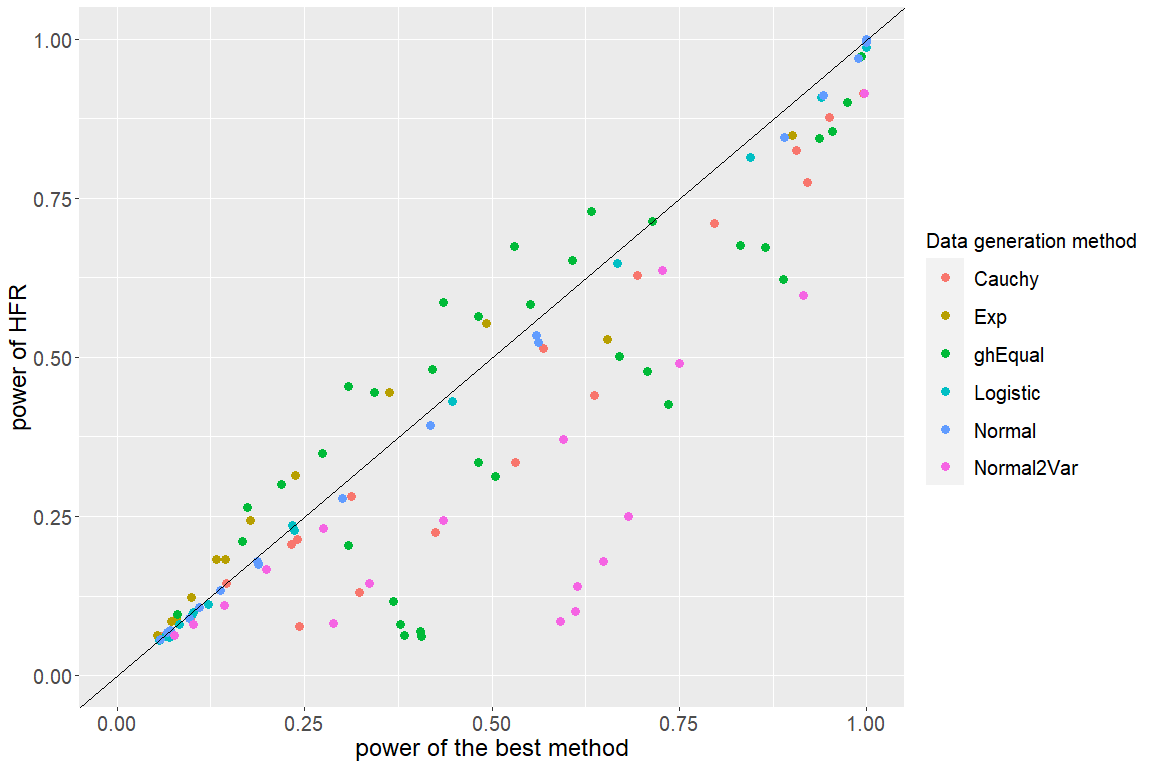 1.00
0.75
0.50
0.25
0.00
power of HFR
0.00 0.25 0.50 0.75 1.00
power of the best method
Data generation method
Cauchy
Exp
ghEqual
Logistic
Normal
Normal2Var